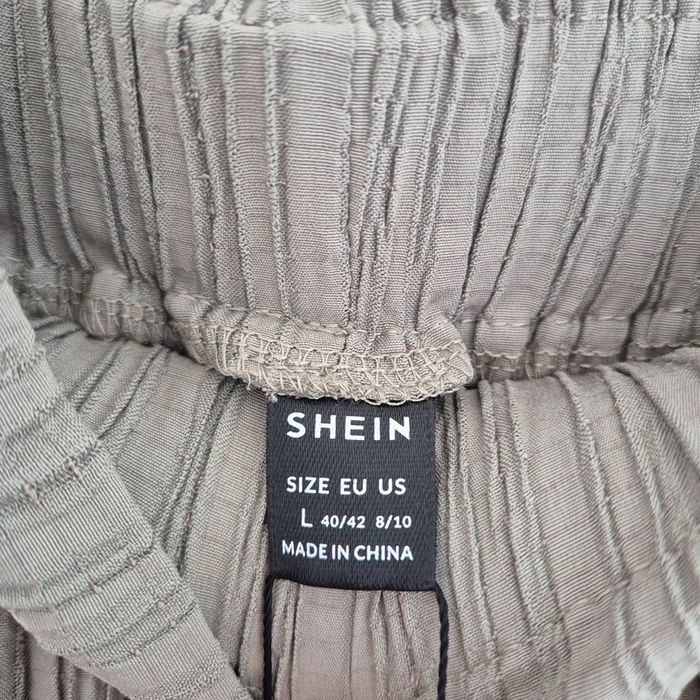 SHEIN
SIZE EU US
L 40/42 8/10
MADE IN CHINA